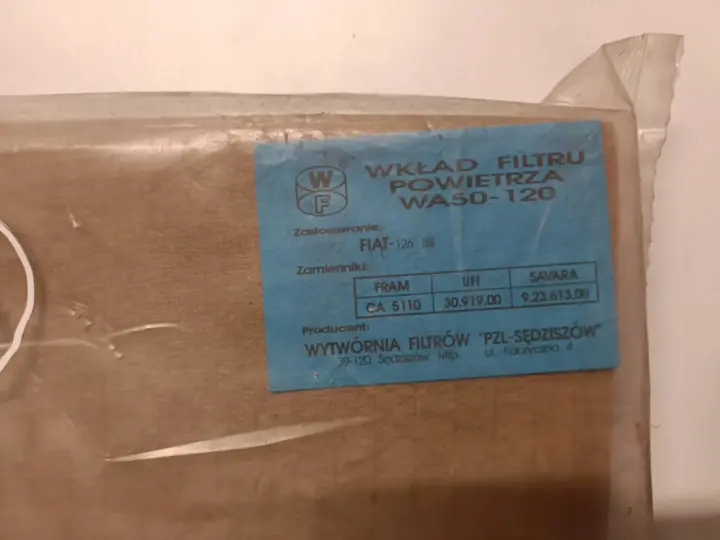 W
F
®
WKŁAD FILTRU
POWIETRZA
WA50-120
Zastosowanie:
FIAT-126 BIS
Zamienniki:
FRAM UFI SAVARA
CA 5110 30.919.00 9.23.613.00
Producent:
WYTWÓRNIA FILTRÓW "PZL-SĘDZISZÓW"
39-120 Sędziszów Młp. ul. Fabryczna 4